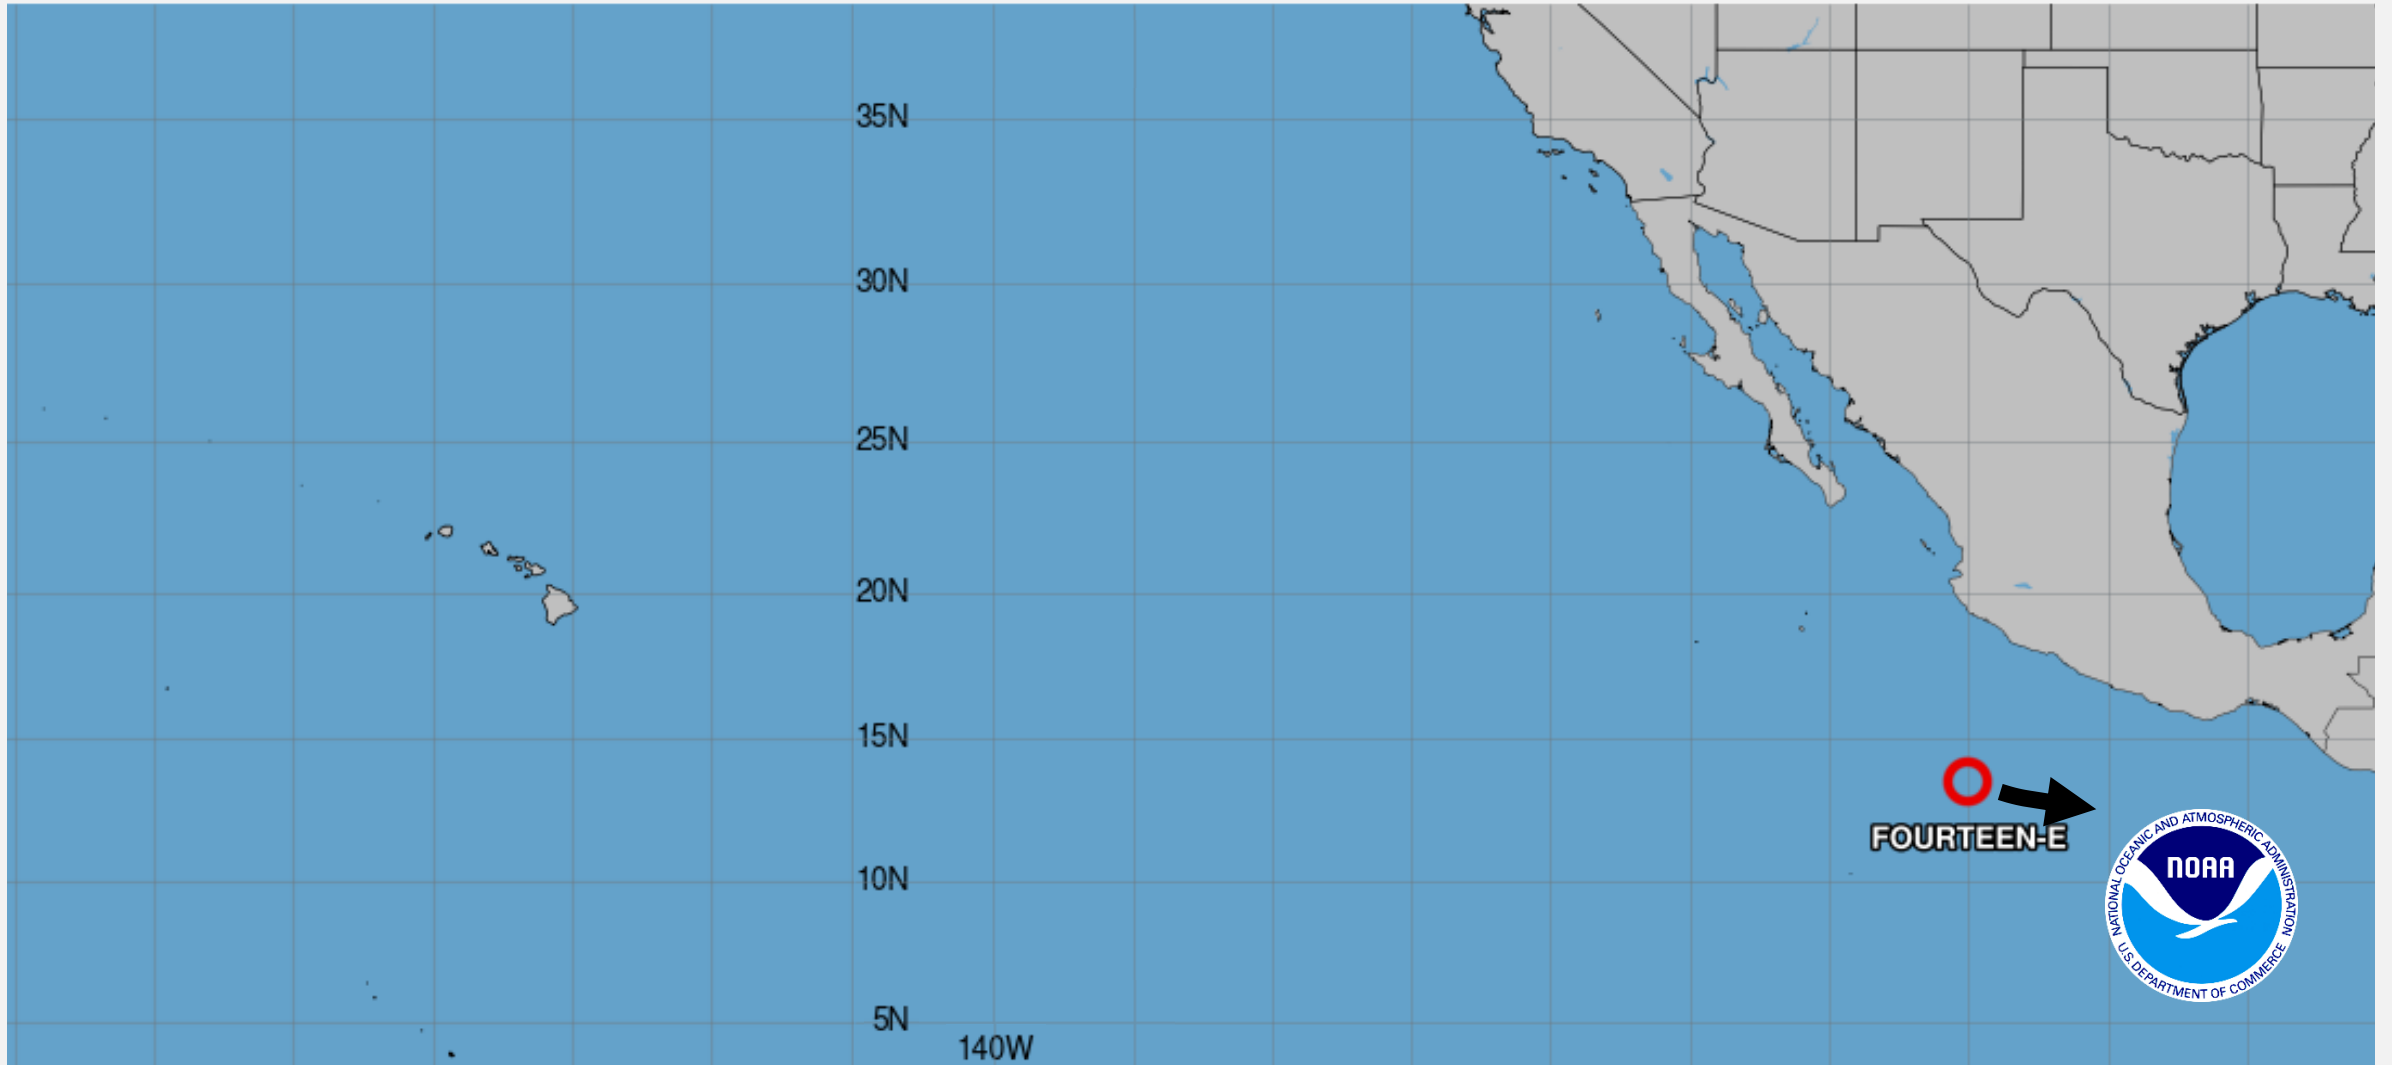 35N
30N
25N
20N
15N
FOURTEEN-E
10N
NATIONAL OCEANIC AND ATMOSPHERIC ADMINISTRATION
NOAA
U.S. DEPARTMENT OF COMMERCE
5N
140W